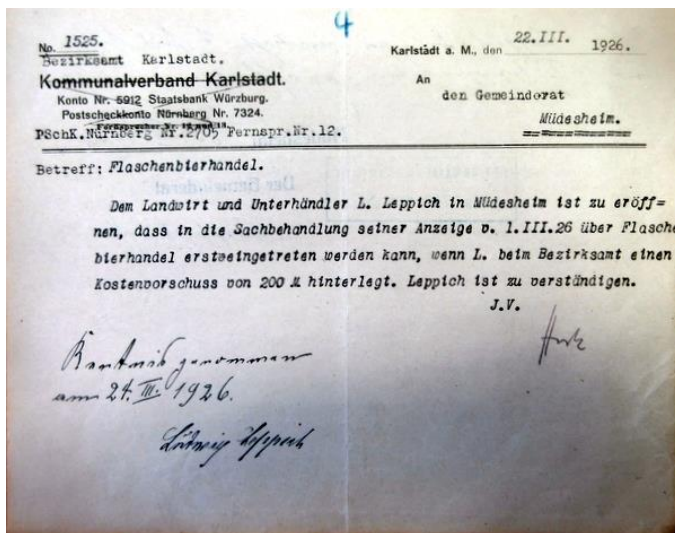 4
No. 1525.
Bezirksamt Karlstadt.
Kommunalverband Karlstadt.
Konto Nr. 5912 Staatsbank Würzburg.
Postscheckkonto Nürnberg Nr. 7324.
PSchK.Nürnberg Nr.2705 Fernspr.Nr.12.
Karlstadt a. M., den 22.III. 1926.
An
den Gemeinderat
Müdesheim.
Betreff: Flaschenbierhandel.
Dem Landwirt und Unterhändler L. Leppich in Müdesheim ist zu eröff=
nen, dass in die Sachbehandlung seiner Anzeige v. 1.III.26 über Flasche
bierhandel erst eingetreten werden kann, wenn L. beim Bezirksamt einen
Kostenvorschuss von 200 M hinterlegt. Leppich ist zu verständigen.
J.V.
Kentnis genommen
am 24. III. 1926.
Ludwig Leppich